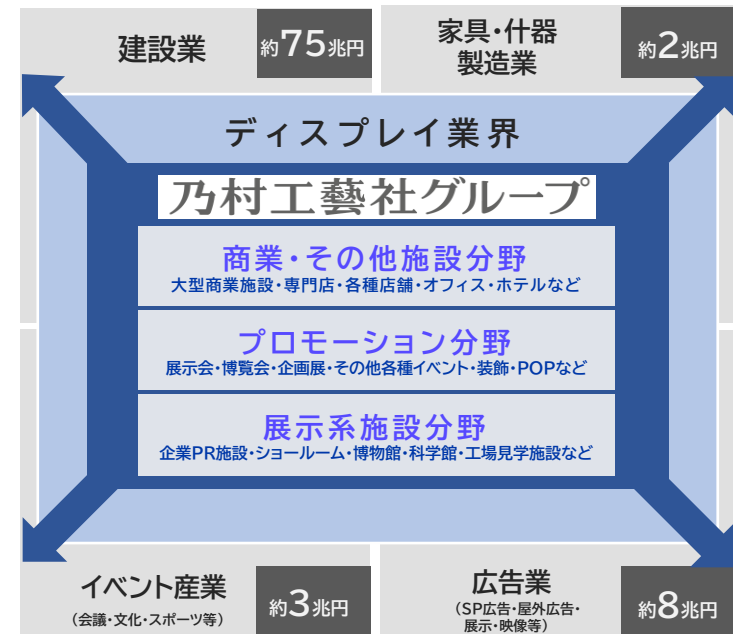 建設業
約75兆円
家具・什器
製造業
約2兆円
ディスプレイ業界
乃村工藝社グループ
商業・その他施設分野
大型商業施設・専門店・各種店舗・オフィス・ホテルなど
プロモーション分野
展示会・博覧会・企画展・その他各種イベント・装飾・POPなど
展示系施設分野
企業PR施設・ショールーム・博物館・科学館・工場見学施設など
イベント産業
(会議・文化・スポーツ等)
約3兆円
広告業
(SP広告・屋外広告・
展示・映像等)
約8兆円